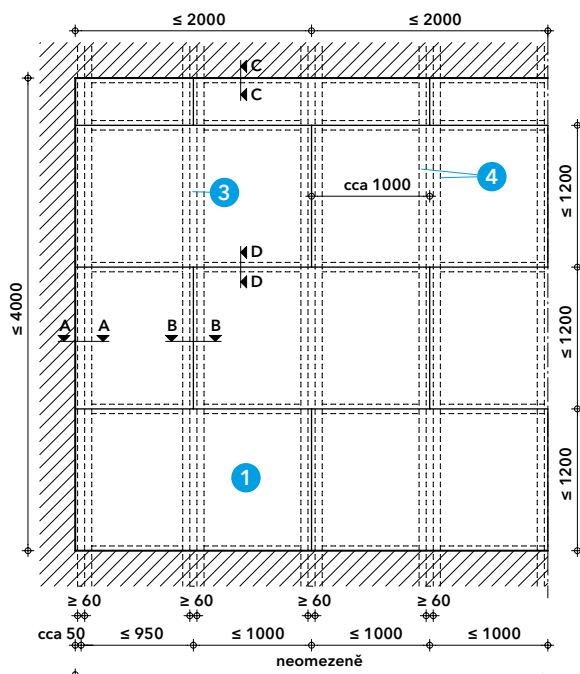 ≤ 2000 ≤ 2000
C
C
3 4
cca 1000
≤ 1200
D
D
≤ 4000
A A B B
≤ 1200
1
≤ 1200
≥ 60 ≥ 60 ≥ 60 ≥ 60
cca 50 ≤ 950 ≤ 1000 ≤ 1000 ≤ 1000
neomezeně